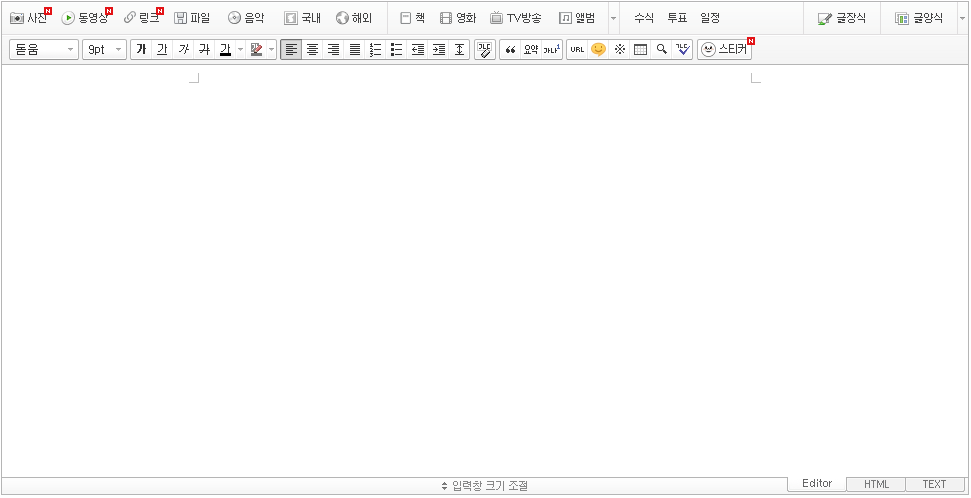 사진 동영상 링크 파일 음악 국내 해외 책 영화 TV방송 앨범 수식 투표 일정 글장식 글양식
돋움 9pt 가 가 가 가 가 요약 URL ※ 스티커
입력창 크기 조절 Editor HTML TEXT